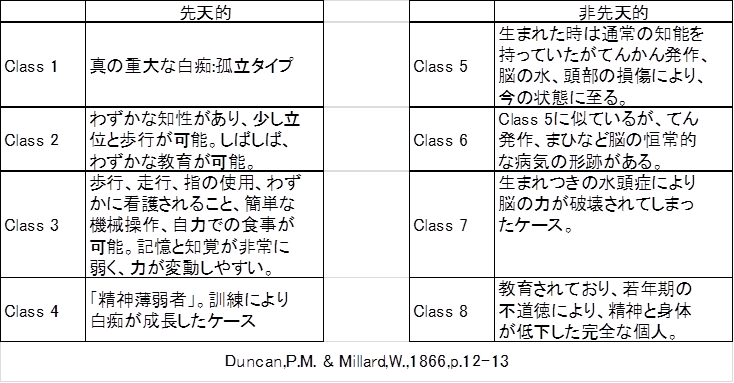 先天的
非先天的
Class 1
真の重大な白痴:孤立タイプ
Class 5
生まれた時は通常の知能を
持っていたがてんかん発作、
脳の水、頭部の損傷により、
今の状態に至る。
Class 2
わずかな知性があり、少し立
位と歩行が可能。しばしば、
わずかな教育が可能。
Class 6
Class 5に似ているが、てん
発作、まひなど脳の恒常的
な病気の形跡がある。
Class 3
歩行、走行、指の使用、わず
かに看護されること、簡単な
機械操作、自力での食事が
可能。記憶と知覚が非常に
弱く、力が変動しやすい。
Class 7
生まれつきの水頭症により
脳の力が破壊されてしまっ
たケース。
Class 4
「精神薄弱者」。訓練により
白痴が成長したケース
Class 8
教育されており、若年期の
不道徳により、精神と身体
が低下した完全な個人。
Duncan,P.M. & Millard,W.,1866,p.12-13